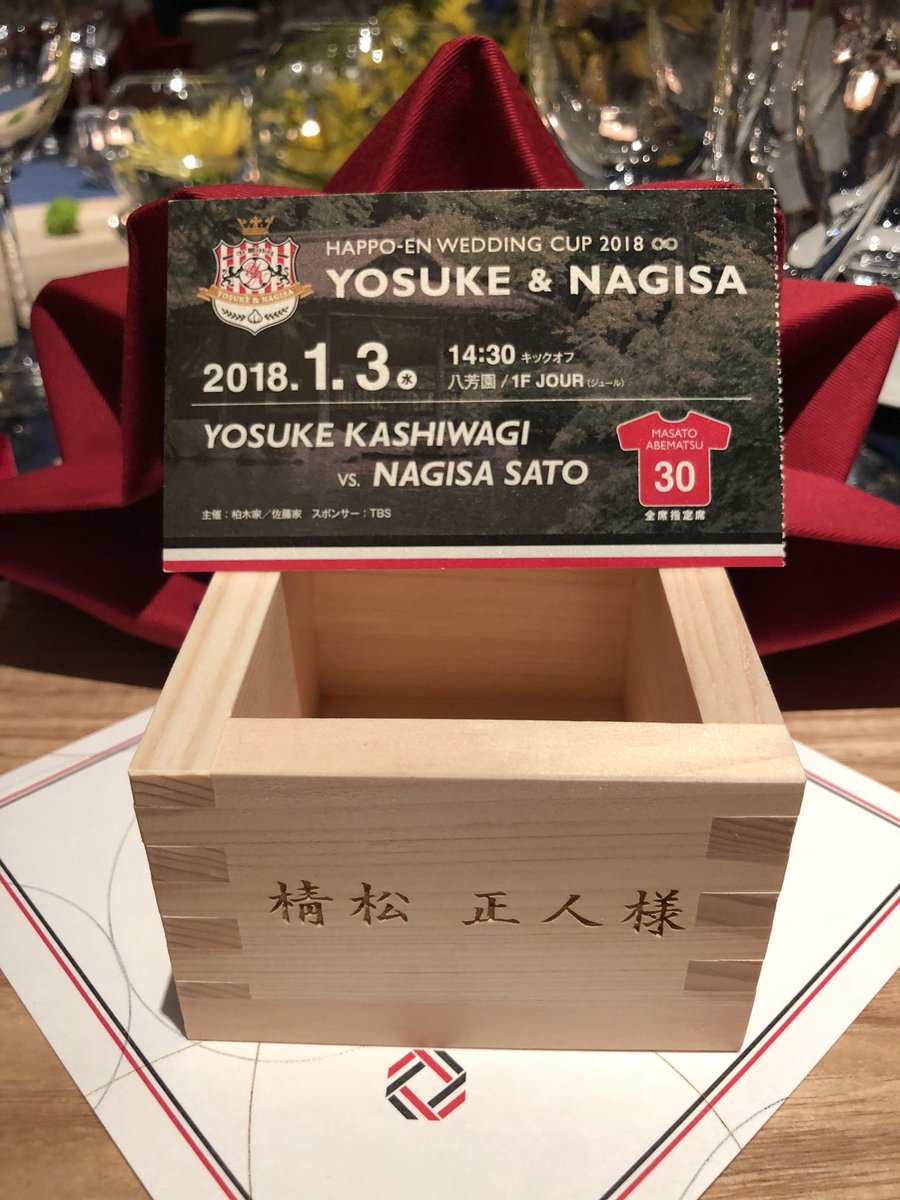 HAPPO-EN WEDDING CUP 2018 ∞
YOSUKE & NAGISA
YOSUKE & NAGISA
2018.1.3 水
14:30 キックオフ
八芳園 / 1F JOUR (ジュール)
YOSUKE KASHIWAGI
VS. NAGISA SATO
MASATO
ABEMATSU
30
全席指定席
主催：柏木家／佐藤家 スポンサー：TBS
棈松 正人様